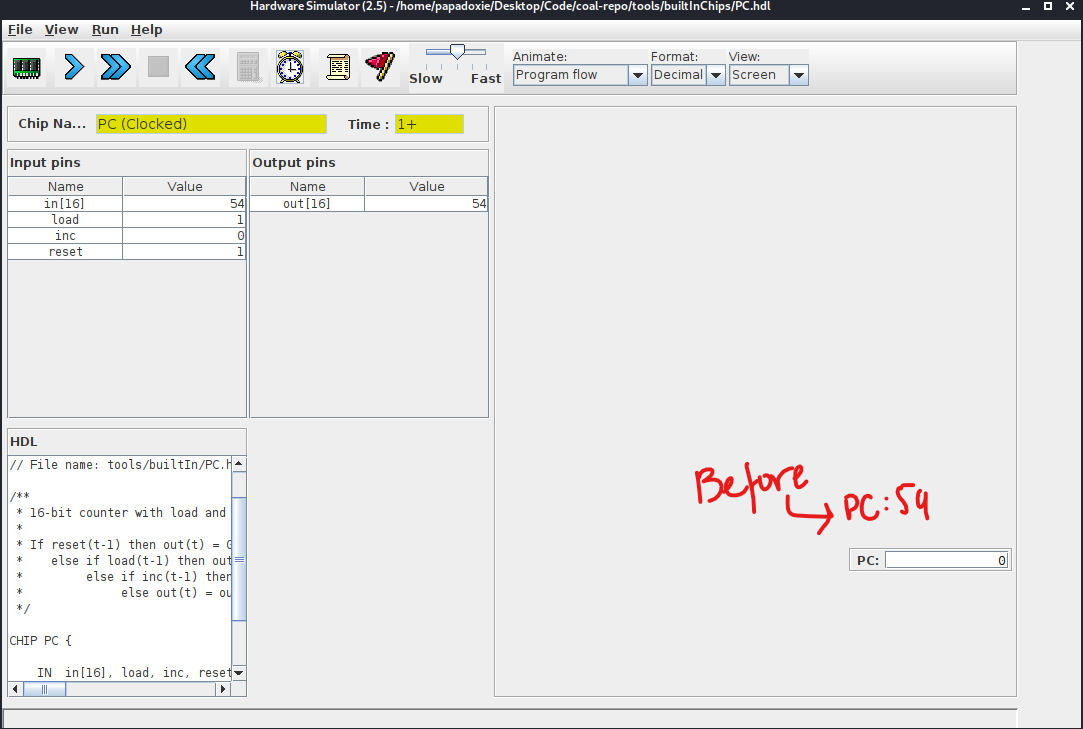 Hardware Simulator (2.5) - /home/papadoxie/Desktop/Code/coal-repo/tools/builtInChips/PC.hdl
File View Run Help
Animate: Format: View:
Slow Fast Program flow Decimal Screen
Chip Na... PC (Clocked) Time : 1+
Input pins Output pins
Name Value Name Value
in[16] 54 out[16] 54
load 1
inc 0
reset 1
HDL
// File name: tools/builtIn/PC.h
/**
* 16-bit counter with load and
*
* If reset(t-1) then out(t) = 0
* else if load(t-1) then out
* else if inc(t-1) then
* else out(t) = ou
*/
CHIP PC {
IN in[16], load, inc, reset
Before
PC: 54
PC: 0